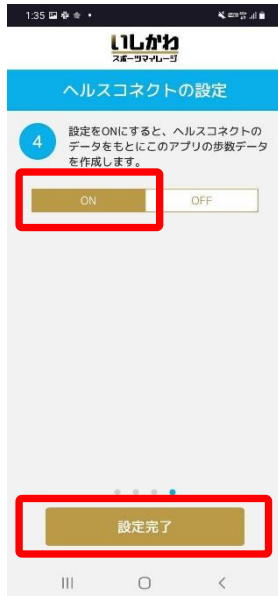 1:35
いしかわ
スポーツマイレージ
ヘルスコネクトの設定
4
設定をONにすると、ヘルスコネクトの
データをもとにこのアプリの歩数データ
を作成します。
ON
OFF
設定完了